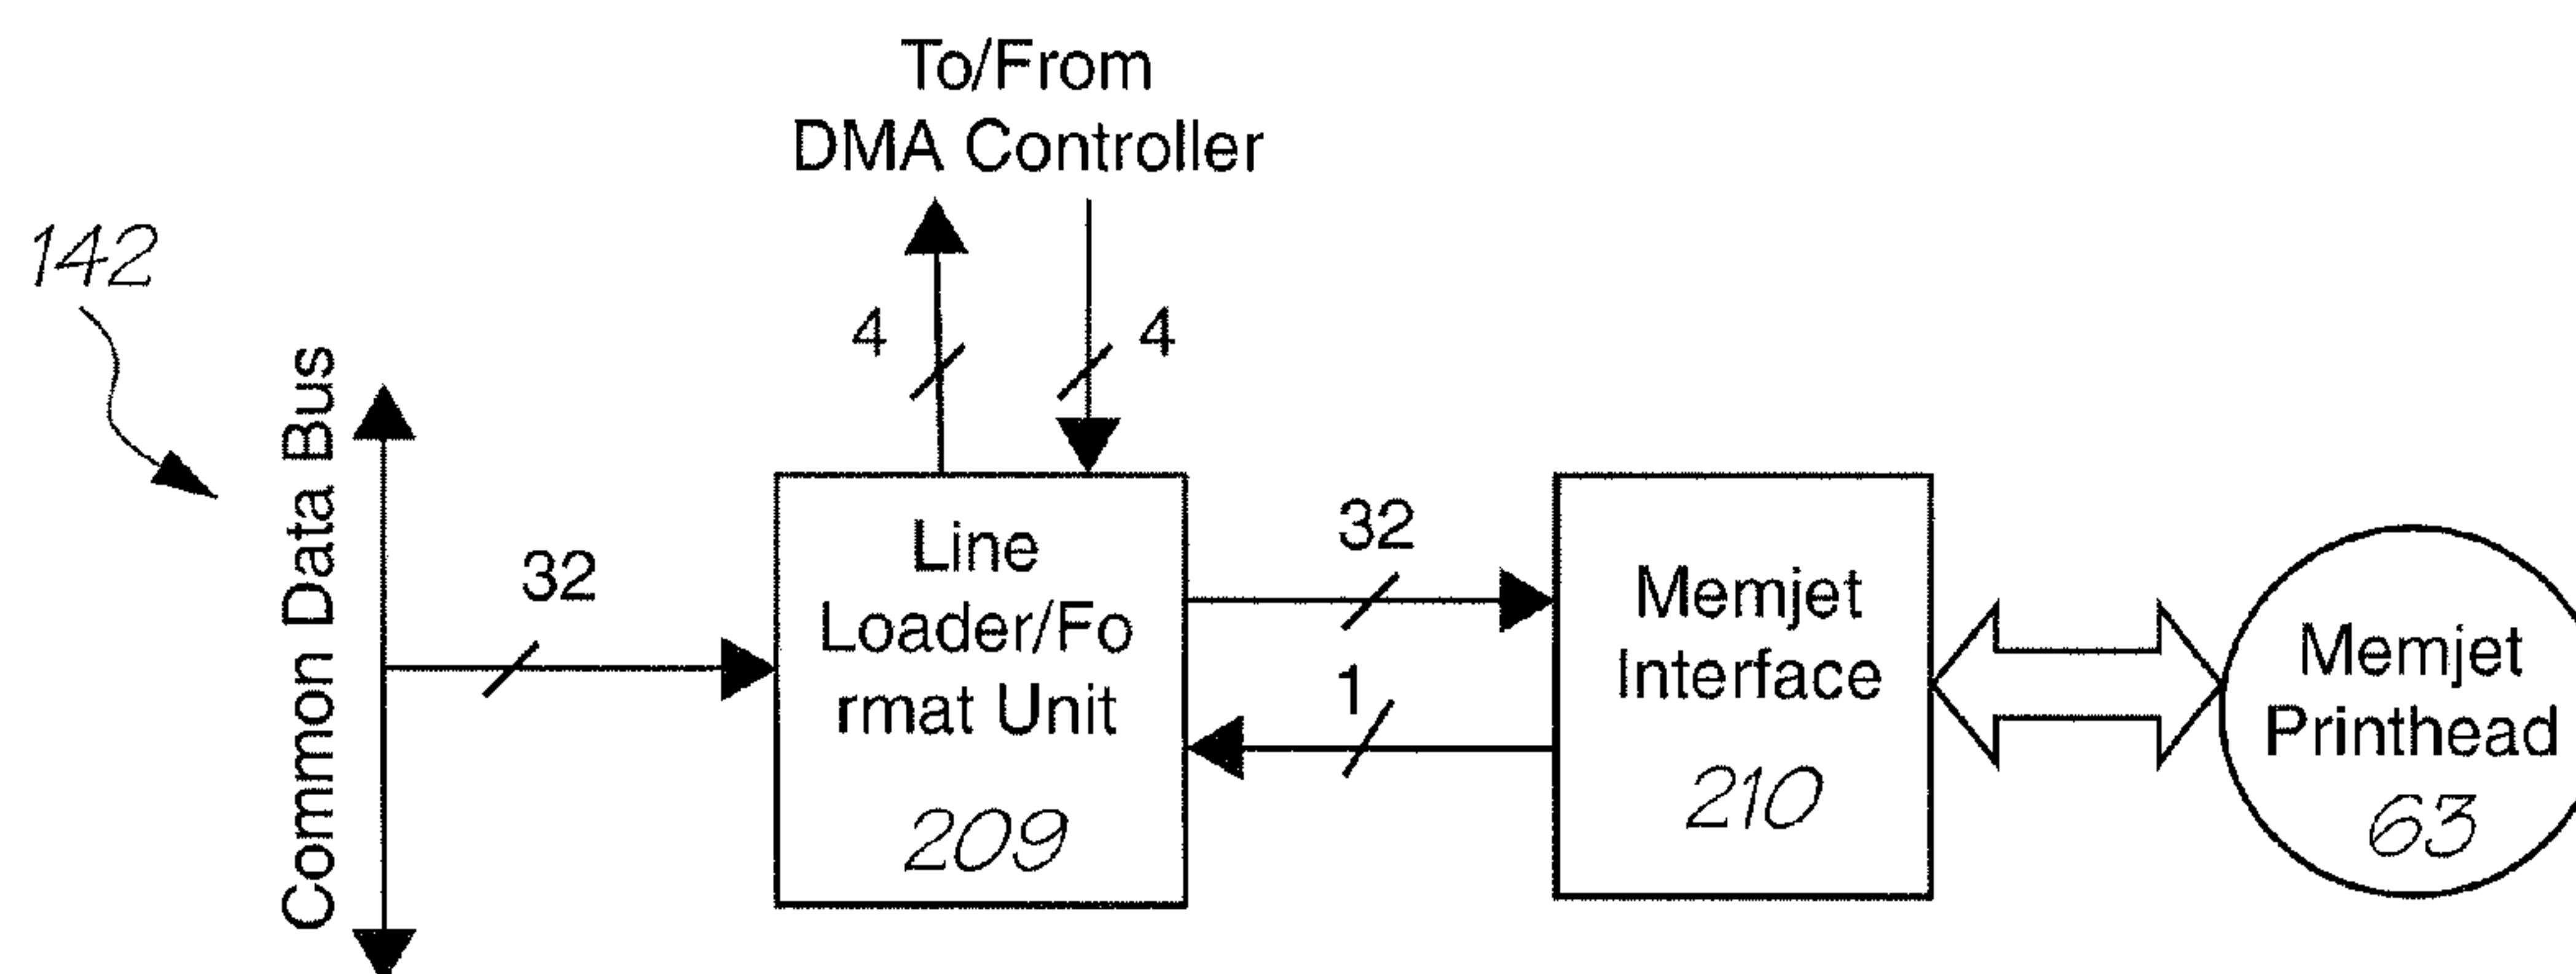 To/From
DMA Controller
142
4
4
Common Data Bus
32
Line
Loader/Fo
rmat Unit
209
32
1
Memjet
Interface
210
Memjet
Printhead
63